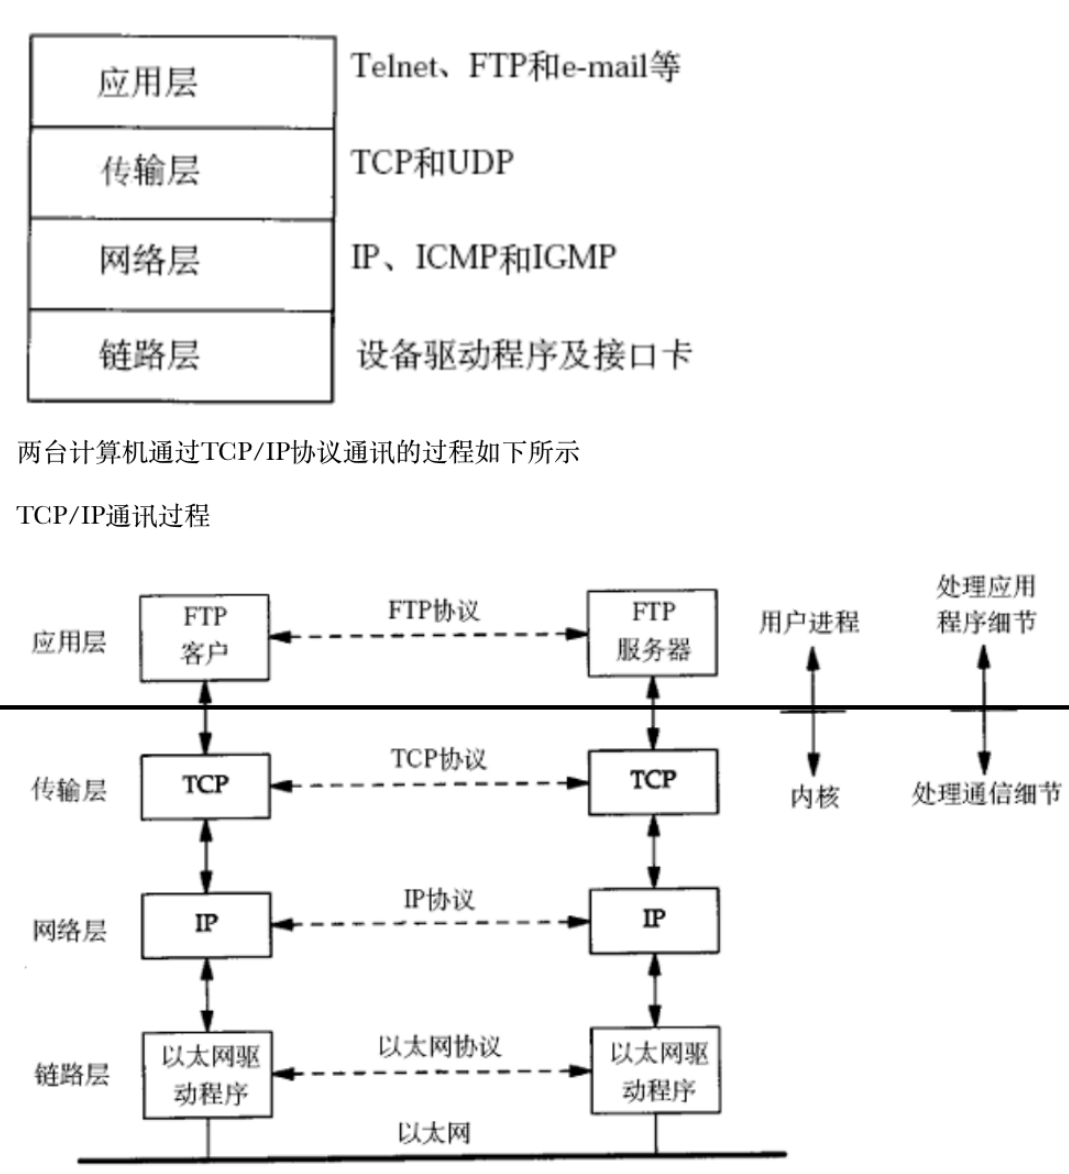 应用层 Telnet、FTP和e-mail等
传输层 TCP和UDP
网络层 IP、ICMP和IGMP
链路层 设备驱动程序及接口卡
两台计算机通过TCP/IP协议通讯的过程如下所示
TCP/IP通讯过程
应用层
FTP
客户
FTP协议
FTP
服务器
用户进程
处理应用
程序细节
传输层
TCP
TCP协议
TCP
内核
处理通信细节
网络层
IP
IP协议
IP
链路层
以太网驱
动程序
以太网协议
以太网驱
动程序
以太网